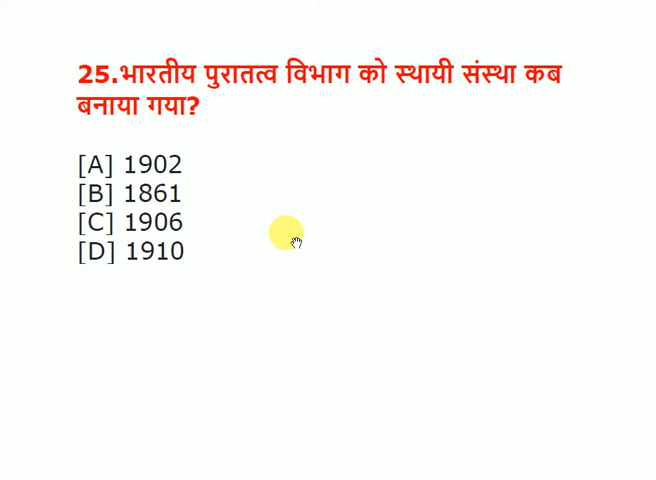 25.भारतीय पुरातत्व विभाग को स्थायी संस्था कब
बनाया गया?
[A] 1902
[B] 1861
[C] 1906
[D] 1910